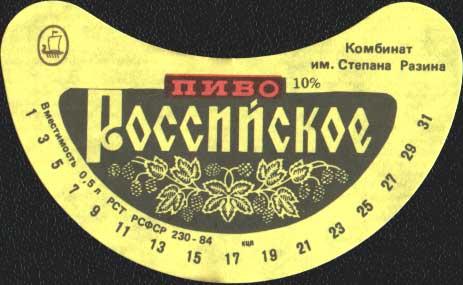 Комбинат
им. Степана Разина
ПИВО 10%
Российское
Вместимость 0,5 л РСТ РСФСР 230-84
кцл
1 3 5 7 9 11 13 15 17 19 21 23 25 27 29 31